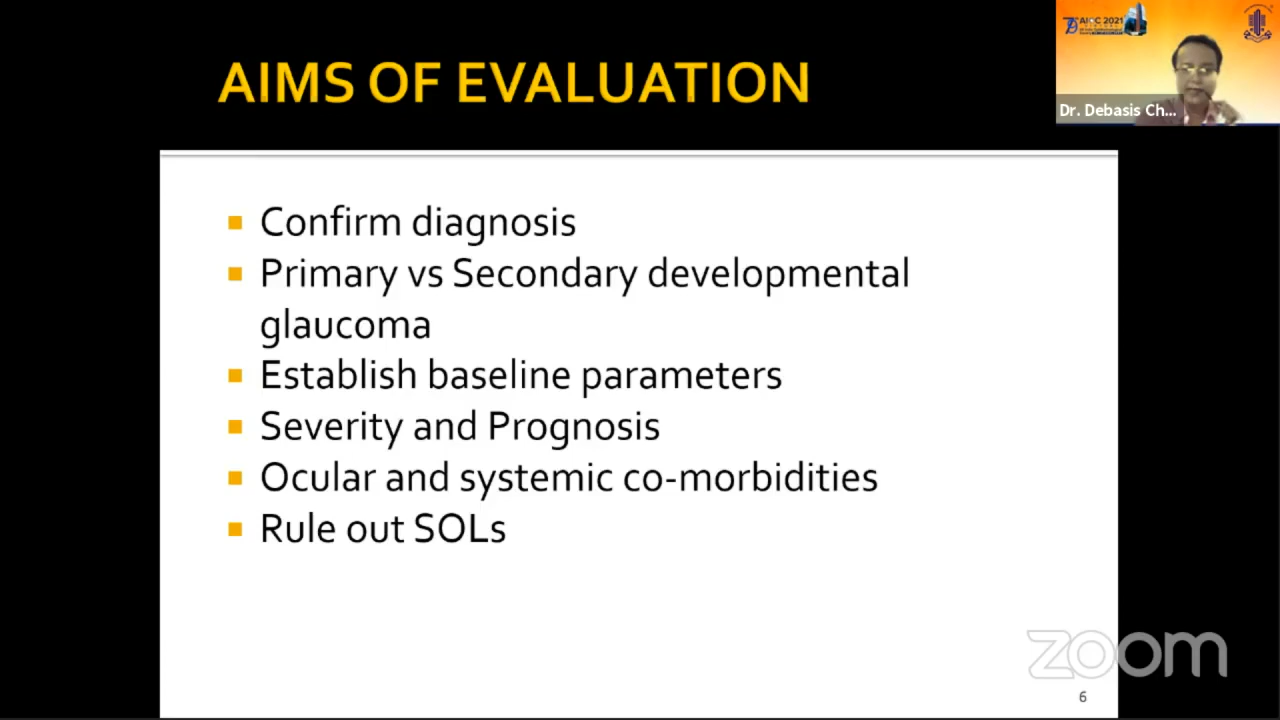 AIMS OF EVALUATION
AIOC 2021
Dr. Debasis Ch...
Confirm diagnosis
Primary vs Secondary developmental
glaucoma
Establish baseline parameters
Severity and Prognosis
Ocular and systemic co-morbidities
Rule out SOLs
zoom
6